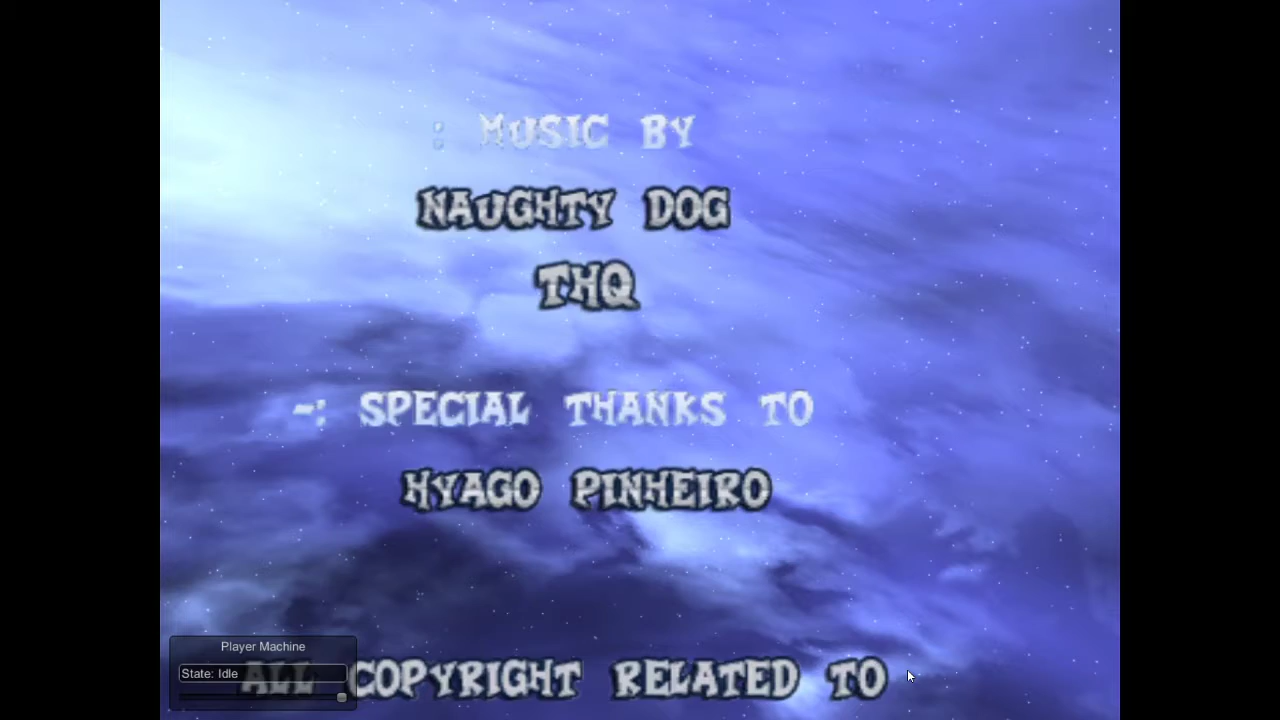 : MUSIC BY
NAUGHTY DOG
THQ
-: SPECIAL THANKS TO
HYAGO PINHEIRO
ALL COPYRIGHT RELATED TO
Player Machine
State: Idle